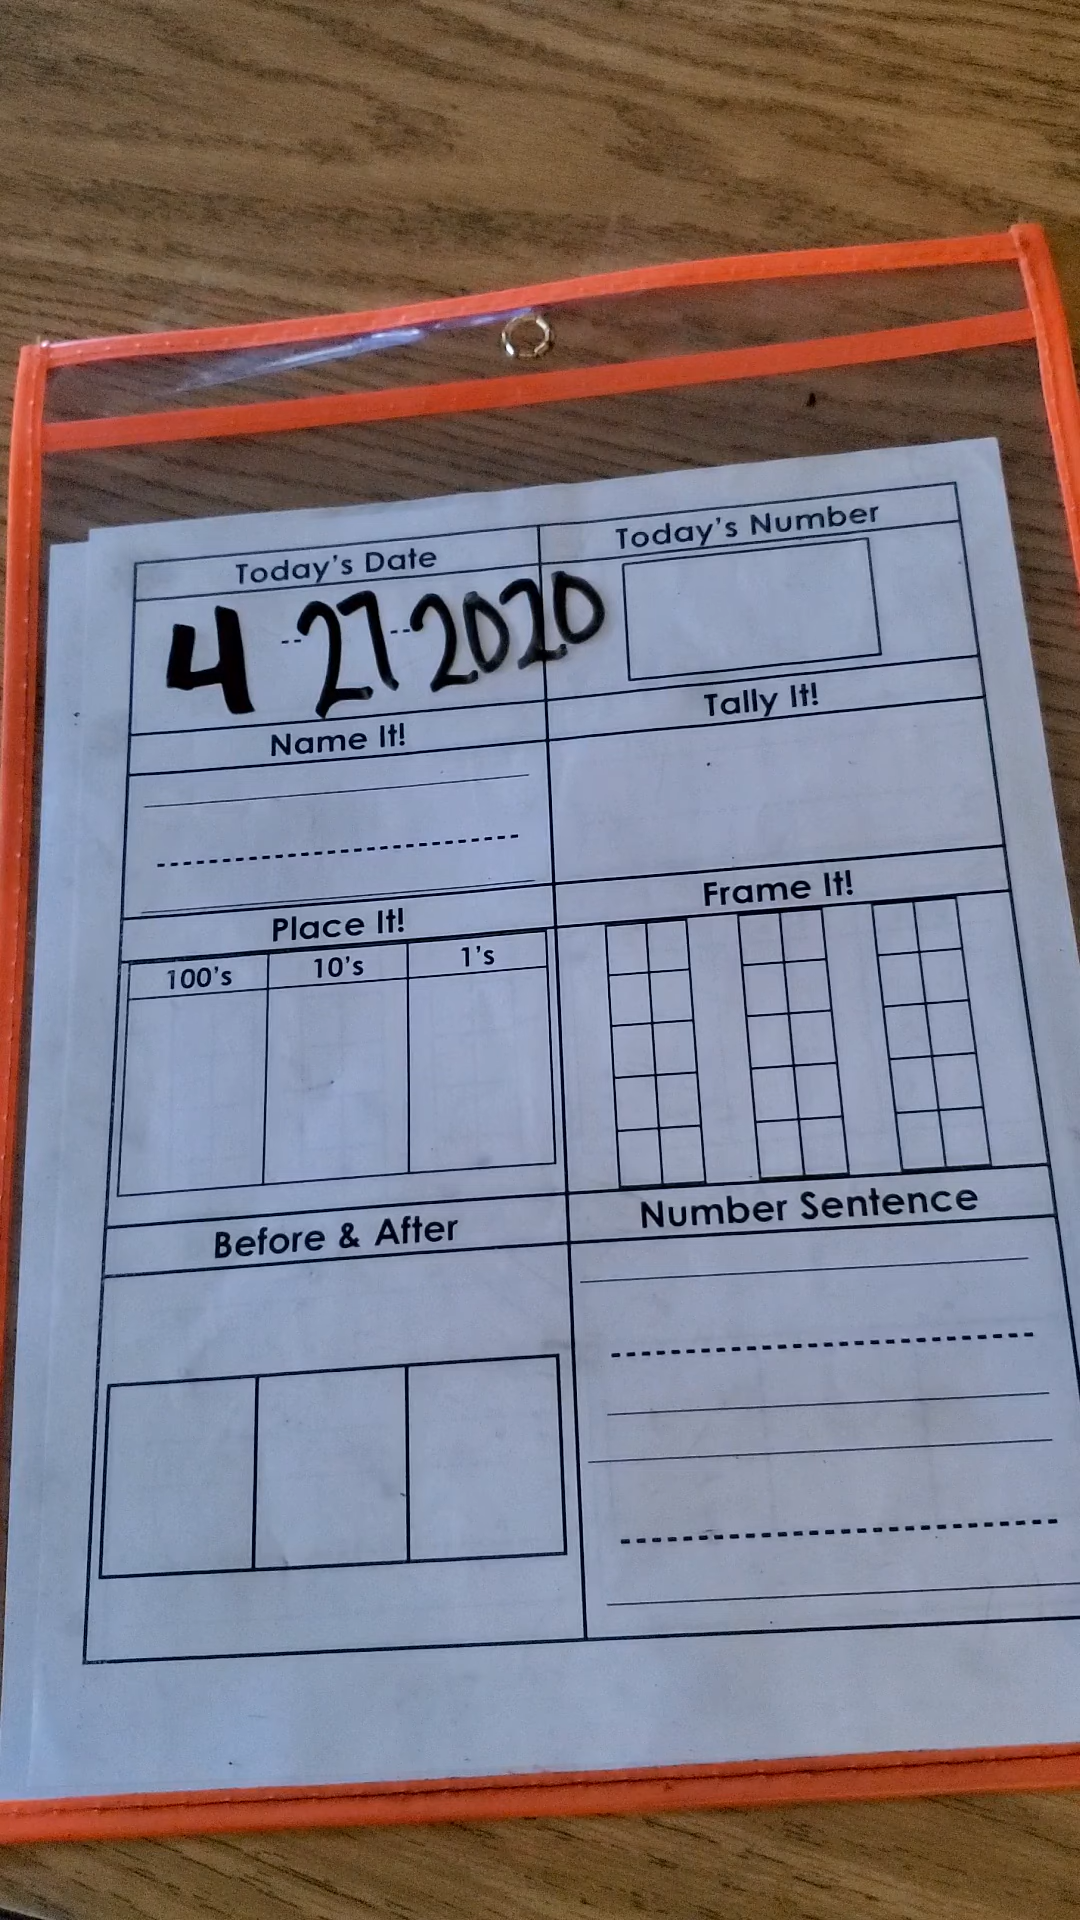 Today's Date
Today's Number
4 -27-2020
Name It!
Tally It!
Place It!
Frame It!
100's 10's 1's
Before & After
Number Sentence